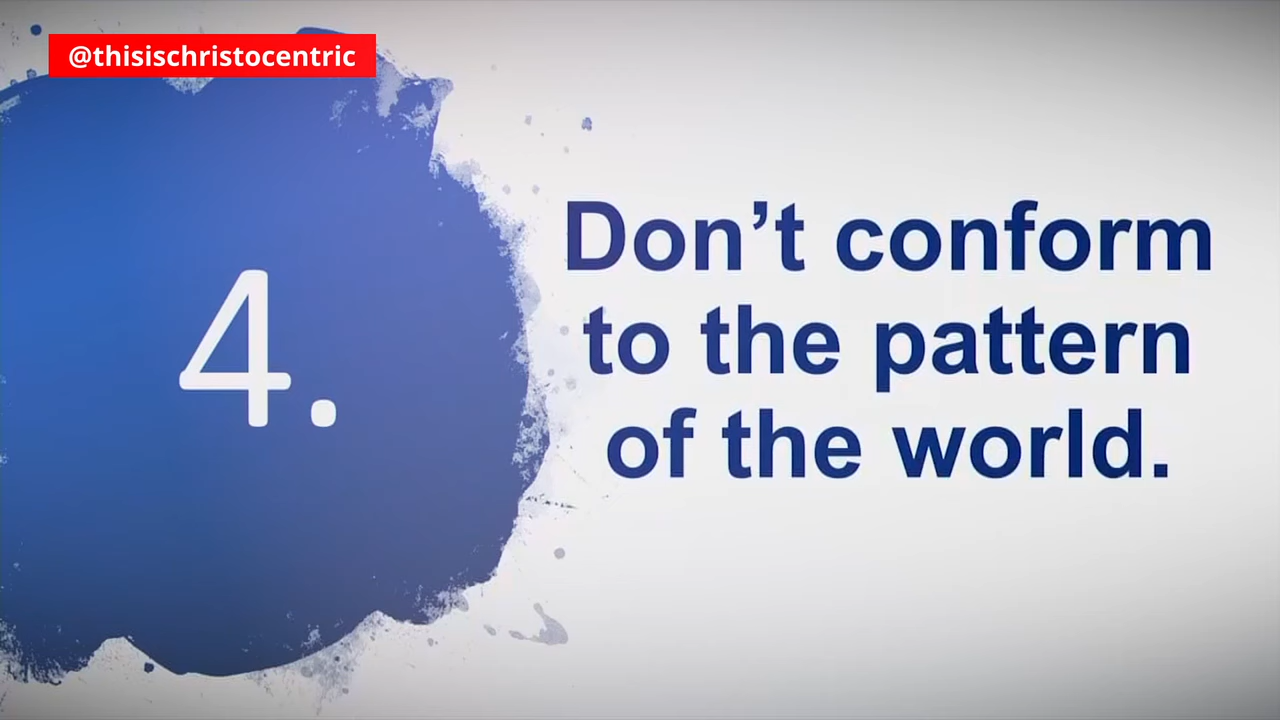 @thisischristocentric
4.
Don’t conform
to the pattern
of the world.